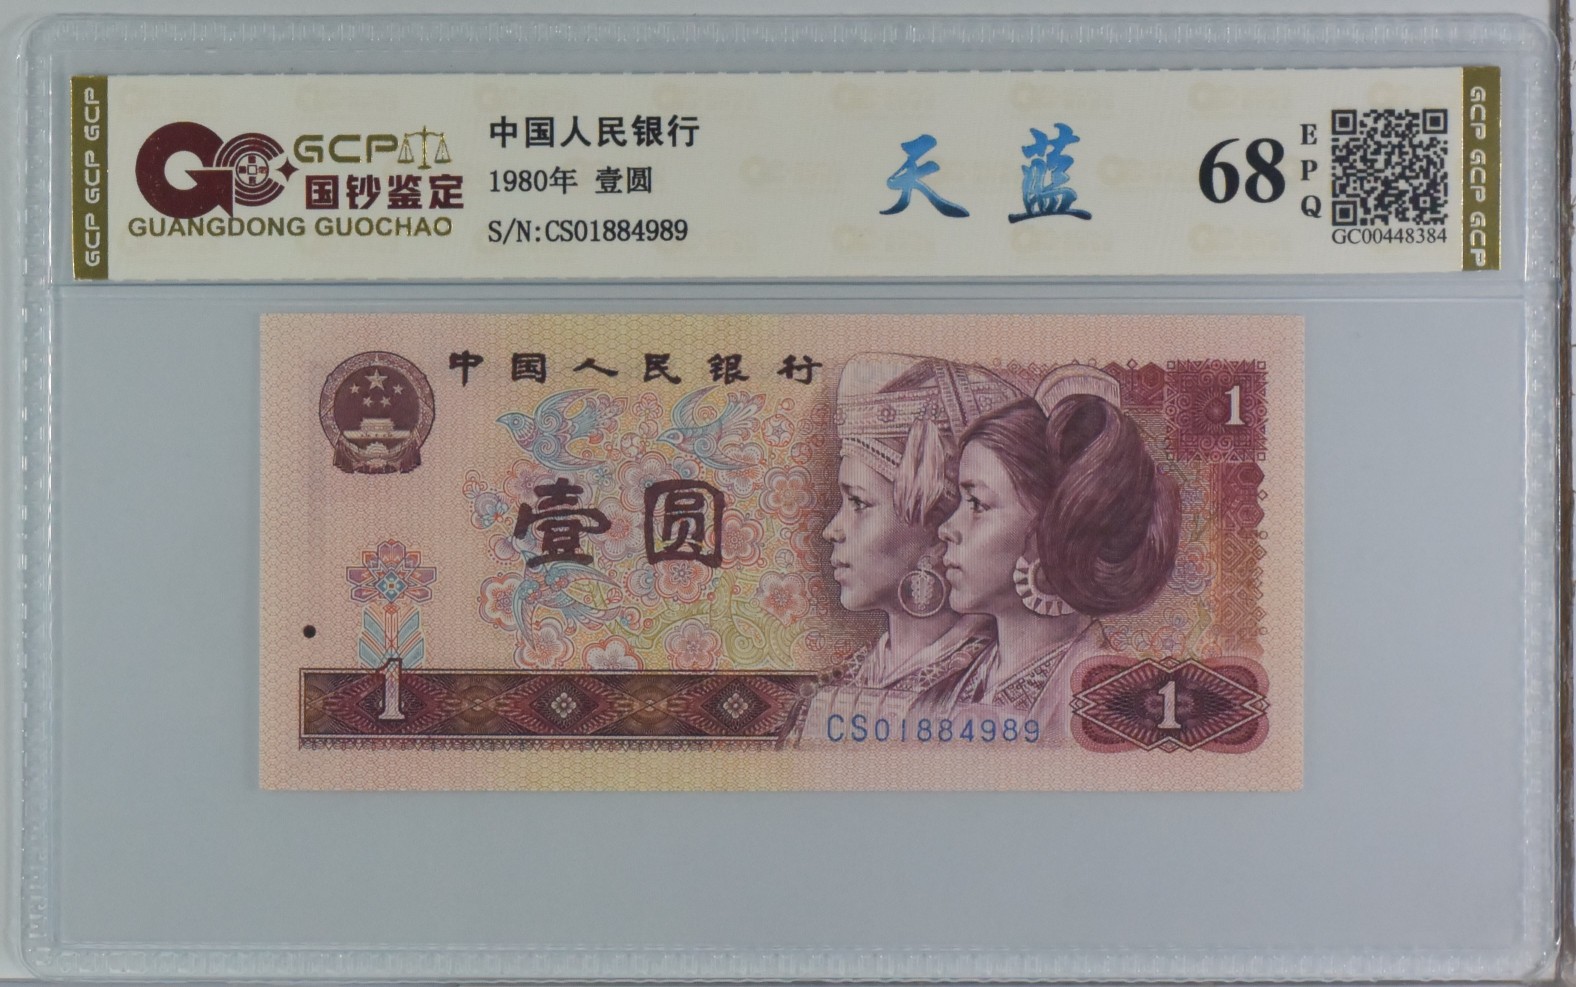 GCP GCP GCP
GCP
国钞鉴定
GUANGDONG GUOCHAO
中国人民银行
1980年 壹圆
S/N:CS01884989
天蓝
68
EPQ
GC00448384
GCP GCP GCP
中国人民银行
1
壹圆
1
CS01884989
1